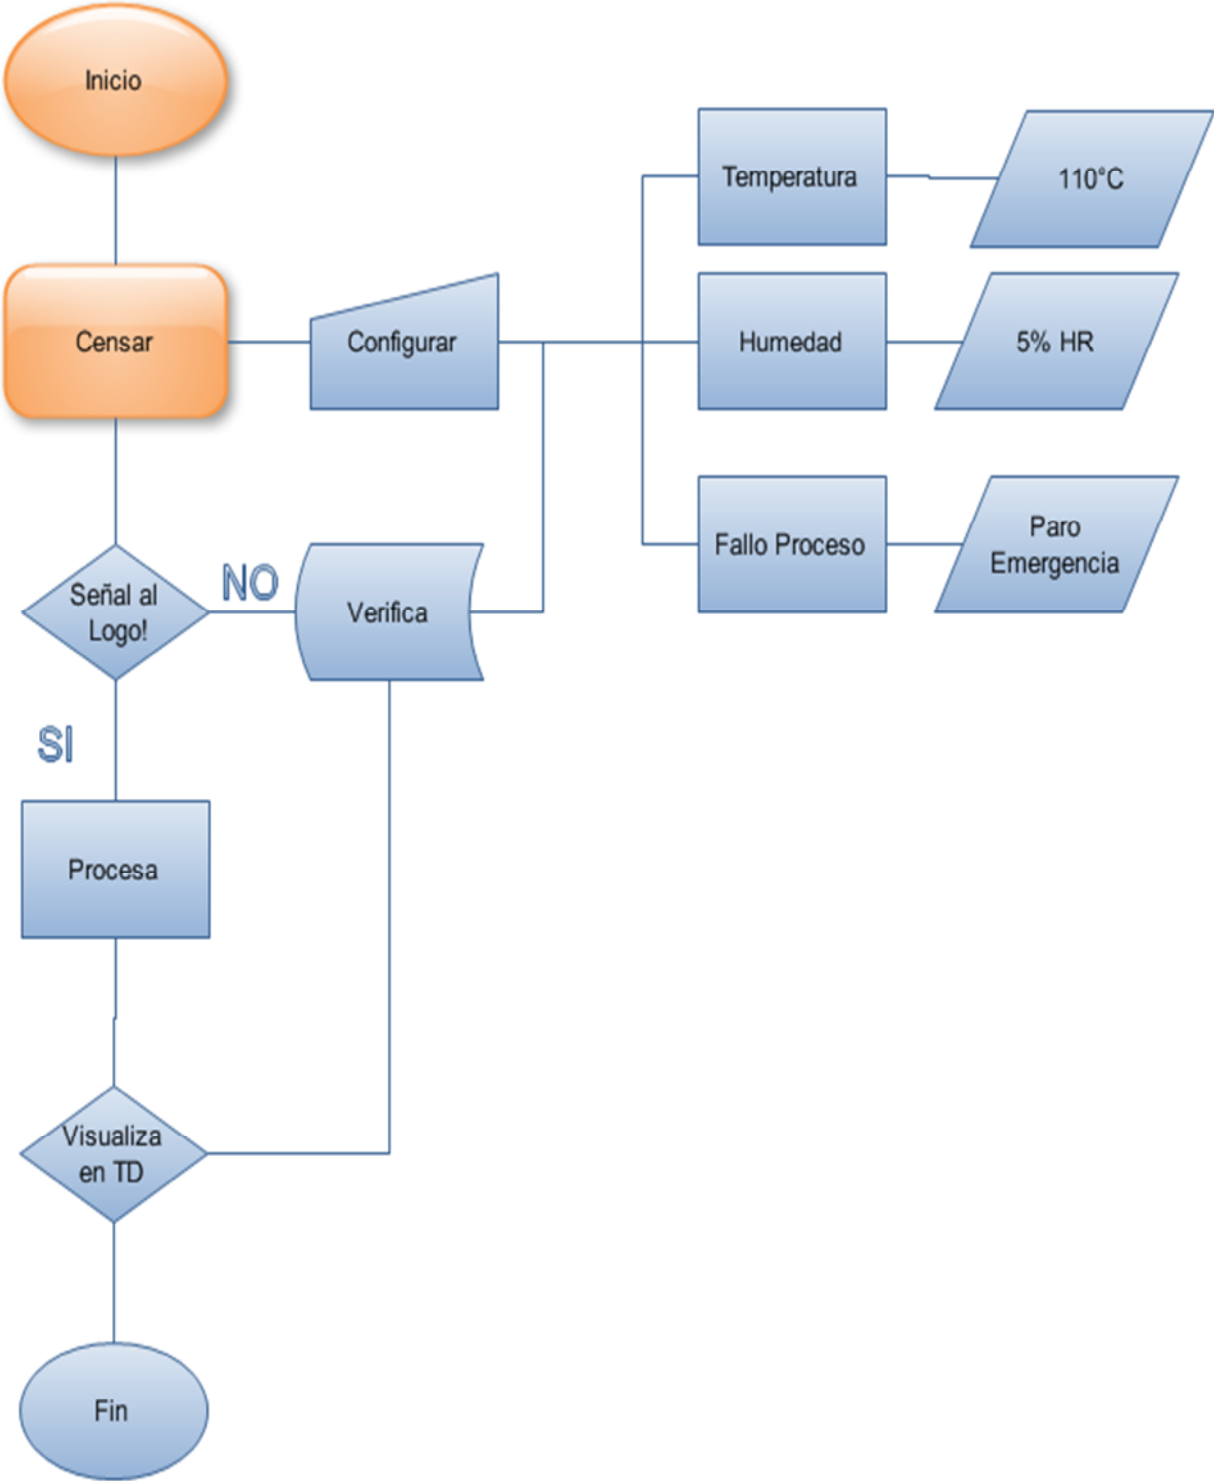 Inicio
Temperatura
110°C
Censar
Configurar
Humedad
5% HR
Fallo Proceso
Paro
Emergencia
Señal al
Logo!
NO
Verifica
SI
Procesa
Visualiza
en TD
Fin